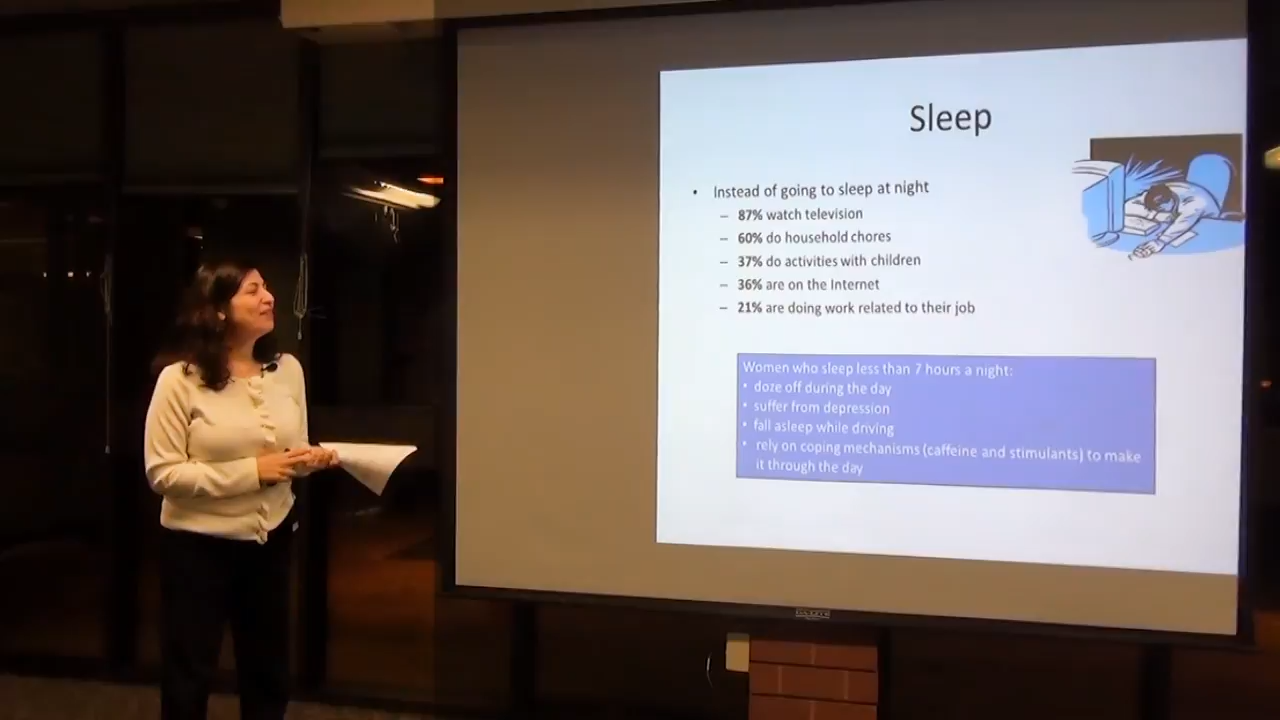 Sleep
• Instead of going to sleep at night
– 87% watch television
– 60% do household chores
– 37% do activities with children
– 36% are on the Internet
– 21% are doing work related to their job
Women who sleep less than 7 hours a night:
• doze off during the day
• suffer from depression
• fall asleep while driving
• rely on coping mechanisms (caffeine and stimulants) to make
it through the day